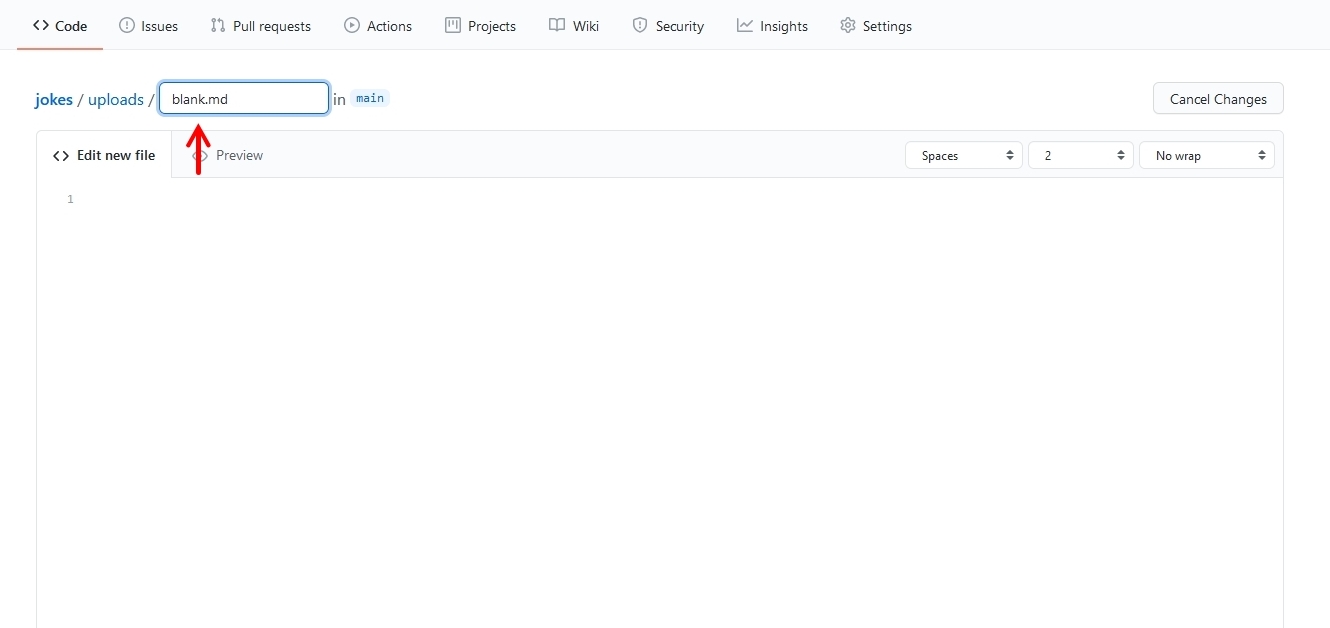 Code Issues Pull requests Actions Projects Wiki Security Insights Settings
jokes / uploads / blank.md in main Cancel Changes
Edit new file Preview Spaces 2 No wrap
1